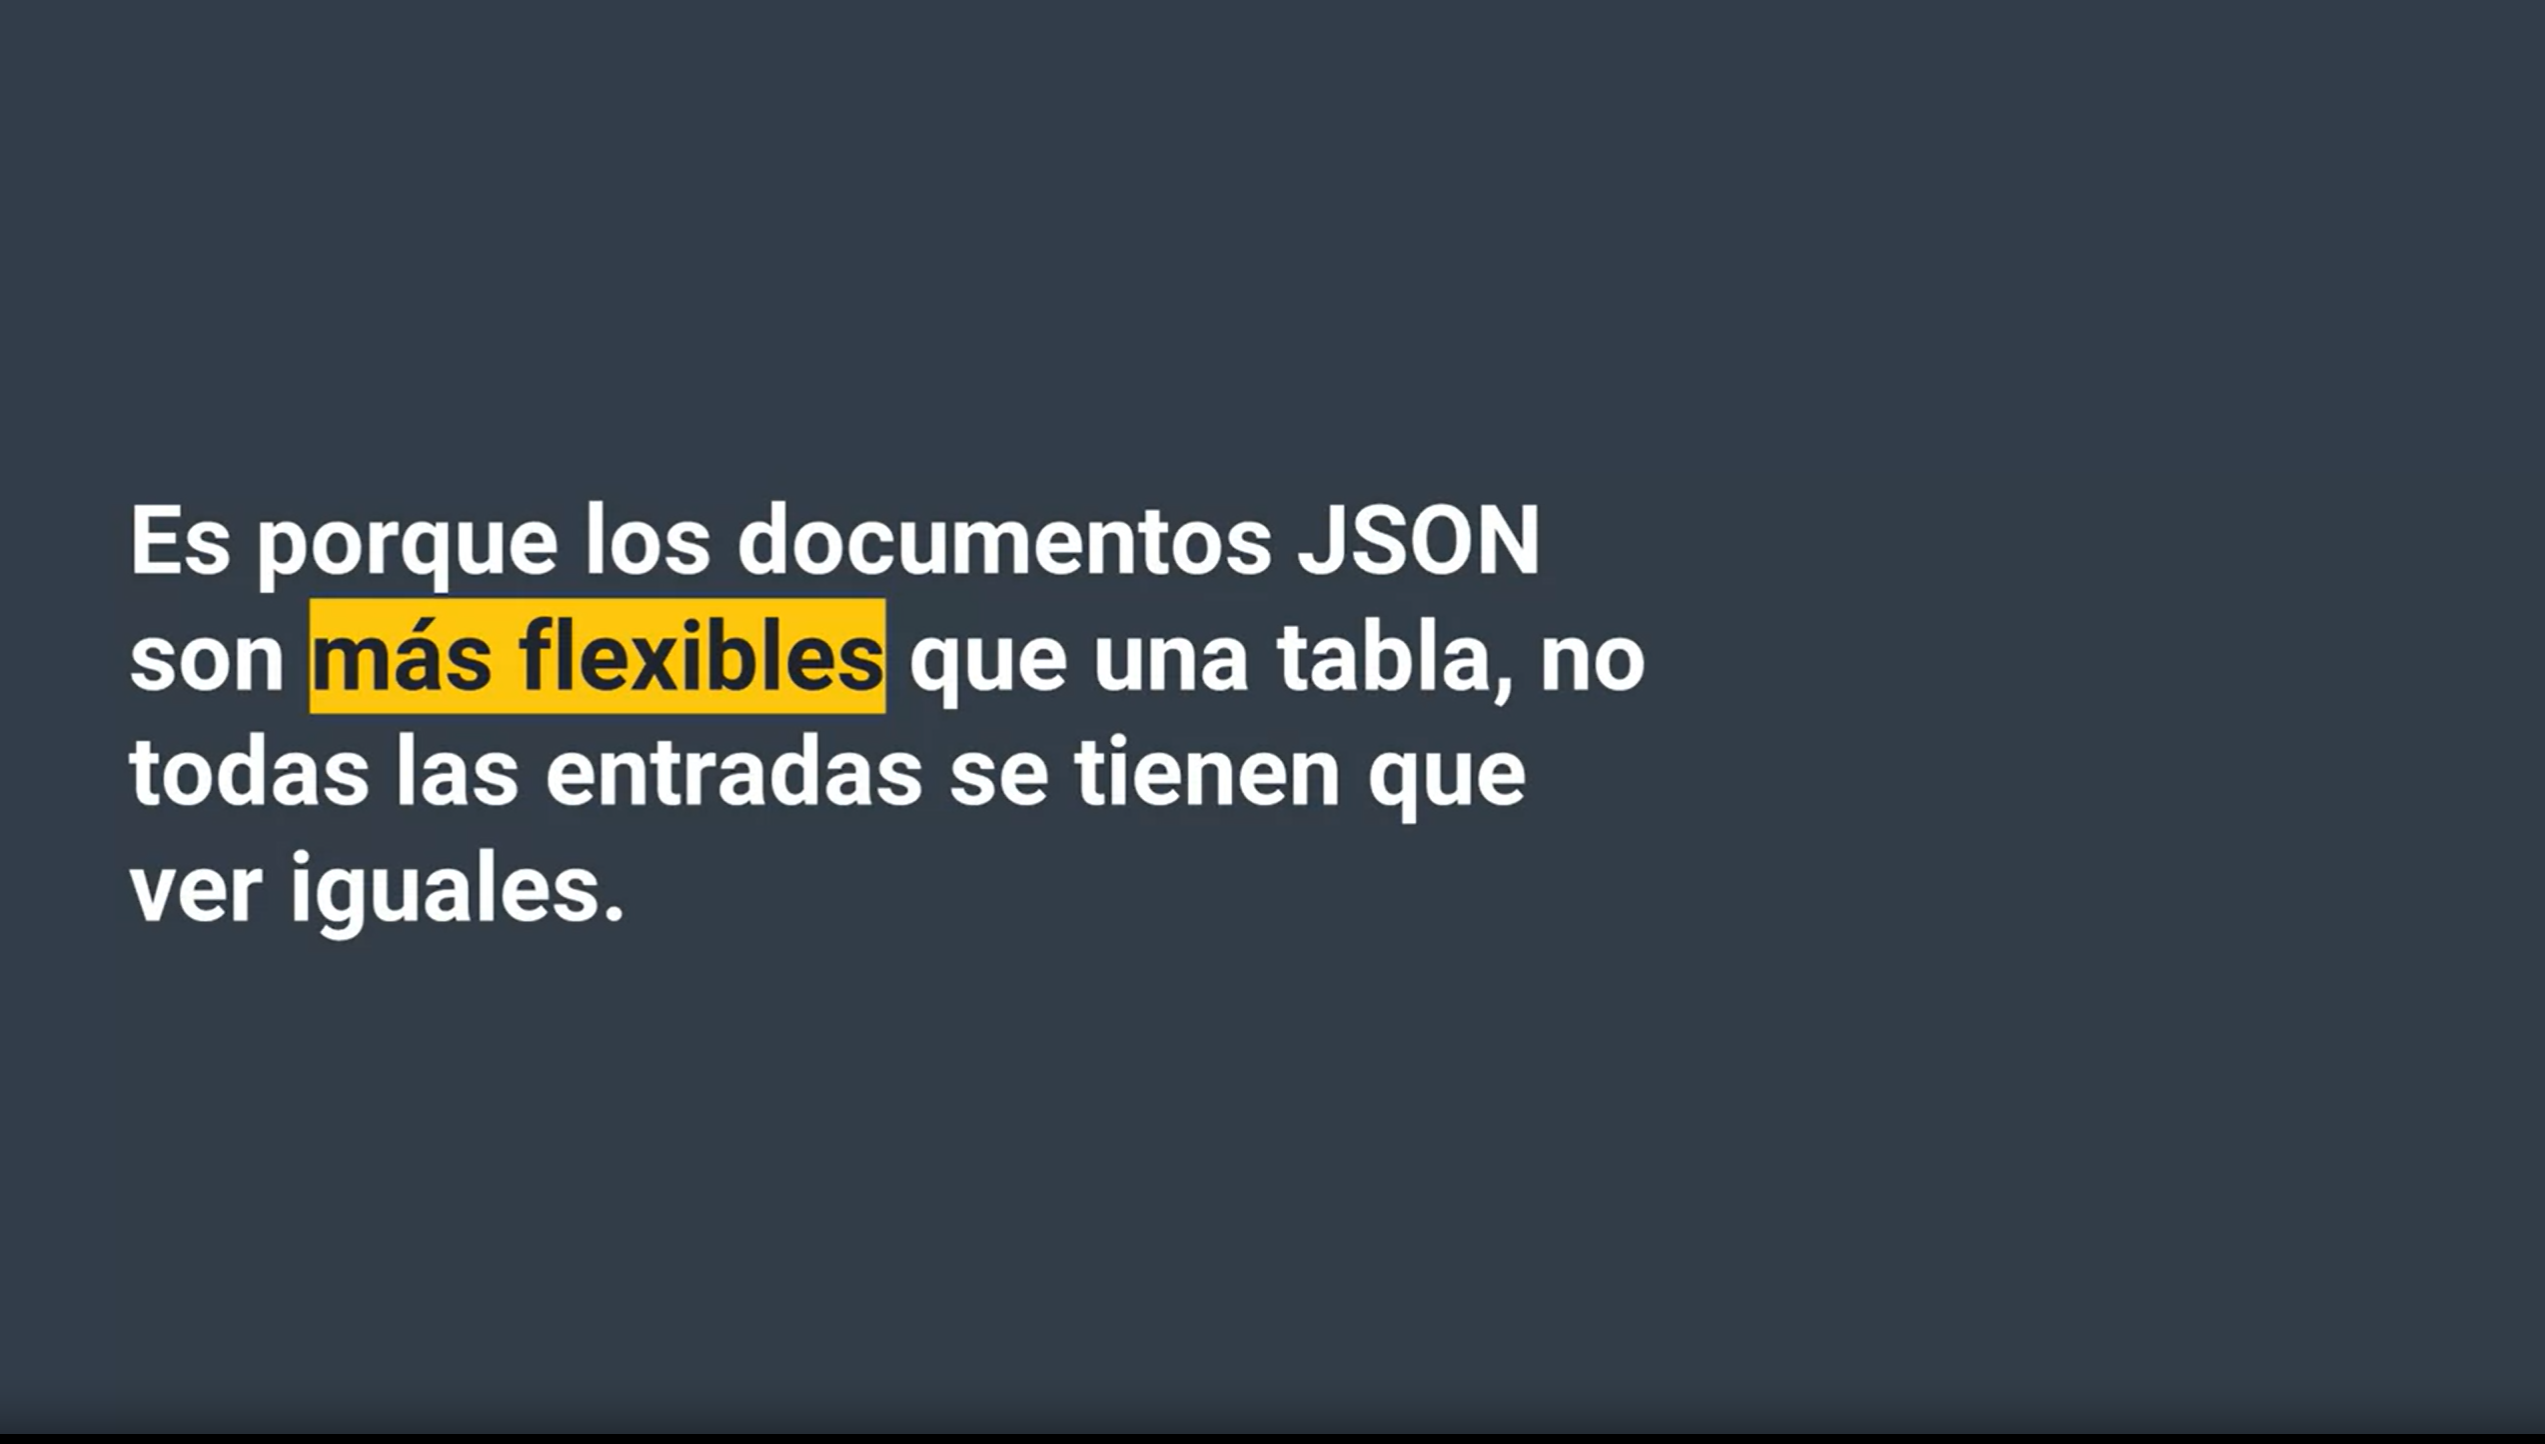 Es porque los documentos JSON
son más flexibles que una tabla, no
todas las entradas se tienen que
ver iguales.